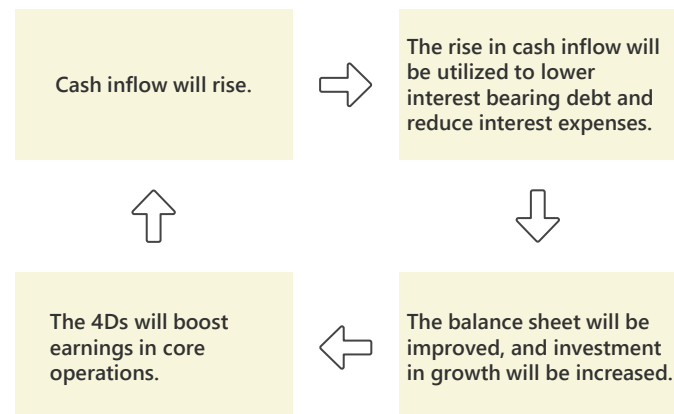 Cash inflow will rise.
The rise in cash inflow will
be utilized to lower
interest bearing debt and
reduce interest expenses.
The 4Ds will boost
earnings in core
operations.
The balance sheet will be
improved, and investment
in growth will be increased.